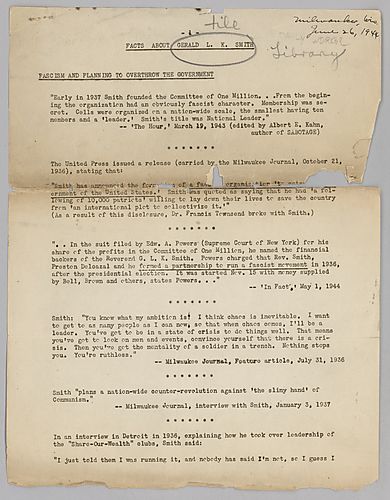 -1-
file
Milwaukee, Wis
June 26, 1944
Library
FACTS ABOUT GERALD L. K. SMITH
FASCISM AND PLANNING TO OVERTHROW THE GOVERNMENT
"Early in 1937 Smith founded the Committee of One Million. . .From the begin-
ing the organization had an obviously fascist character. Membership was se-
cret. Cells were organized on a nation-wide scale, the smallest having ten
members and a 'leader.' Smith's title was National Leader."
-- 'The Hour,' March 19, 1943 (edited by Albert E. Kahn,
author of SABOTAGE)
* * * * * * *
The United Press issued a release (carried by the Milwaukee Journal, October 21,
1936), stating that:
"Smith has announced the of a organization 'to
ernment of the United States.' Smith was quoted as saying that he had 'a fol-
lowing of 10,000 patriots' willing to lay down their lives to save the country
from 'an international plot to collectivize it.'"
(As a result of this disclosure, Dr. Francis Townsend broke with Smith.)
* * * * * * *
". . In the suit filed by Edw. A. Powers (Supreme Court of New York) for his
share of the profits in the Committee of One Million, he named the financial
backers of the Reverend G. L. K. Smith. Powers charged that Rev. Smith,
Preston Delozal and he formed a partnership to run a fascist movement in 1936,
after the presidential election. It was started Nov. 15 with money supplied
by Bell, Brown and others, states Powers, . ."
-- 'In Fact', May 1, 1944
* * * * * * *
Smith: "You know what my ambition is? I think chaos is inevitable. I want
to get to as many people as I can now, so that when chaos comes, I'll be a
leader. You've got to be in a state of crisis to do things well. That means
you've got to look on men and events, convince yourself that there is a cri-
sis. Then you've got the mentality of a soldier in a trench. Nothing stops
you. You're ruthless."
-- Milwaukee Journal, Feature article, July 31, 1936
* * * * * * *
Smith "plans a nation-wide counter-revolution against 'the slimy hand' of
Communism."
-- Milwaukee Journal, interview with Smith, January 3, 1937
* * * * * * *
In an interview in Detroit in 1936, explaining how he took over leadership of
the "Share-Our-Wealth" clubs, Smith said:
"I just told them I was running it, and nobody has said I'm not, so I guess I